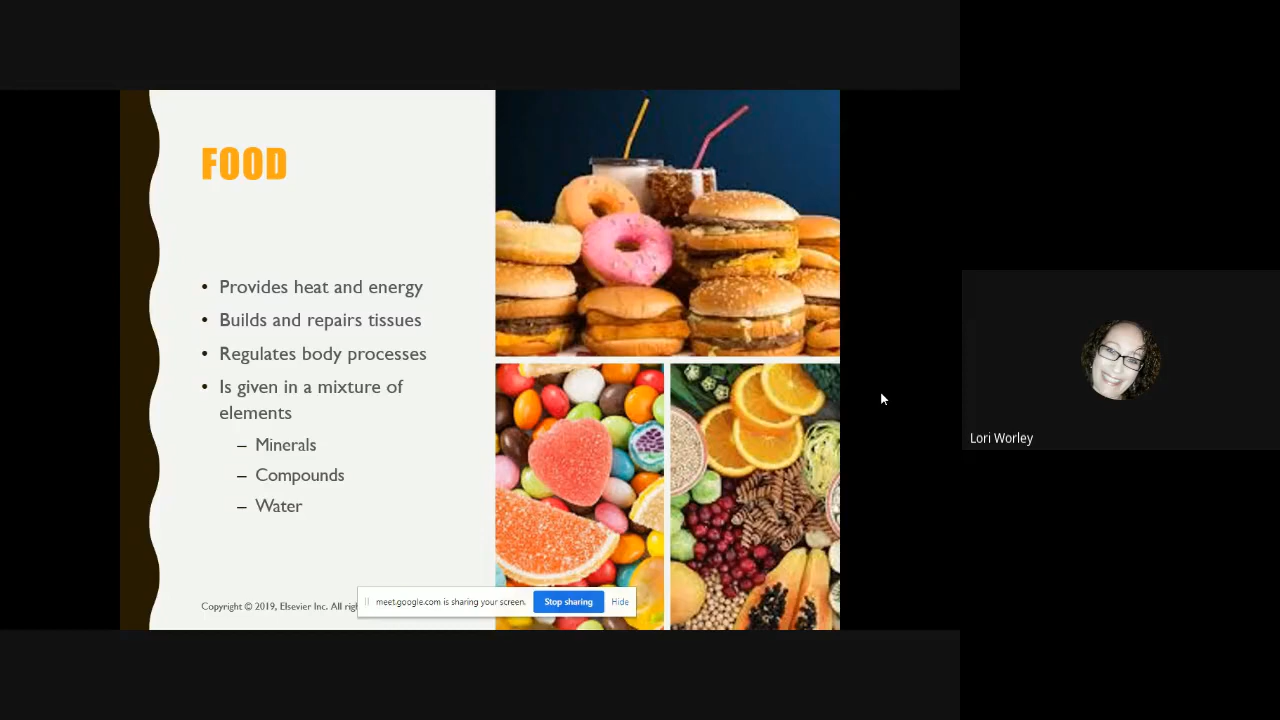 FOOD
• Provides heat and energy
• Builds and repairs tissues
• Regulates body processes
• Is given in a mixture of
elements
– Minerals
– Compounds
– Water
Copyright © 2019, Elsevier Inc. All
meet.google.com is sharing your screen.
Stop sharing
Hide
Lori Worley